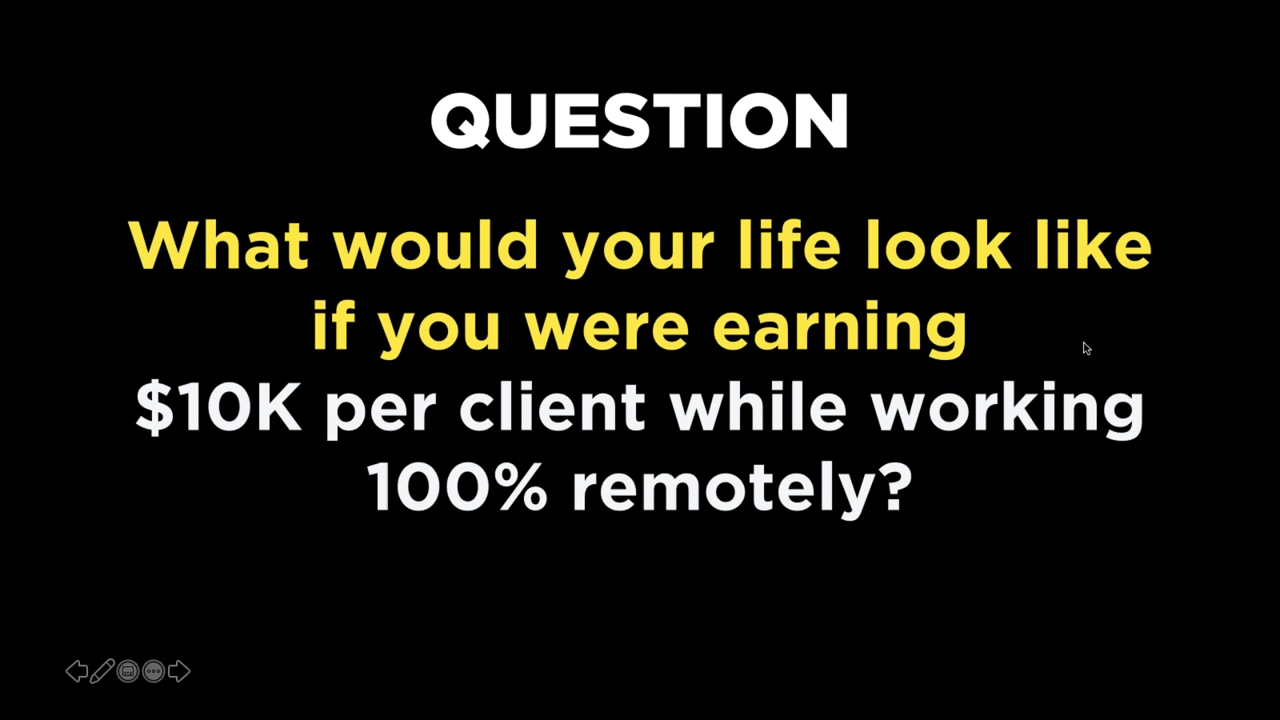 QUESTION
What would your life look like
if you were earning
$10K per client while working
100% remotely?